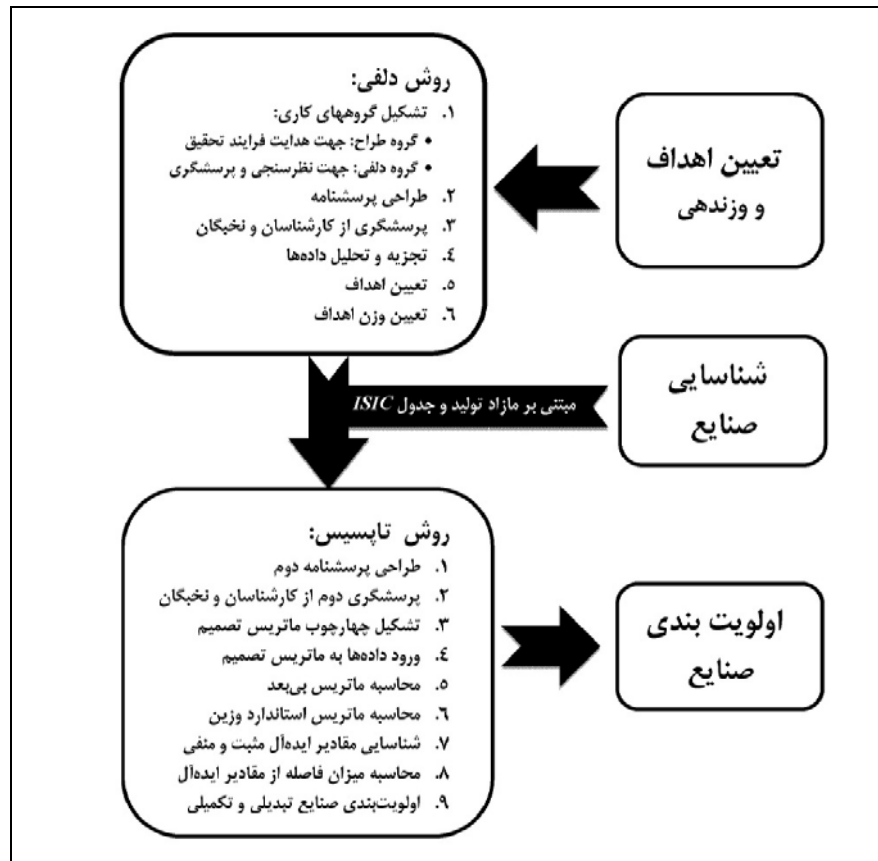 روش دلفی:
۱. تشکیل گروههای کاری:
• گروه طراح: جهت هدایت فرایند تحقیق
• گروه دلفی: جهت نظرسنجی و پرسشگری
۲. طراحی پرسشنامه
۳. پرسشگری از کارشناسان و نخبگان
٤. تجزیه و تحلیل داده‌ها
٥. تعیین اهداف
٦. تعیین وزن اهداف
تعیین اهداف
و وزندهی
شناسایی
صنایع
مبتنی بر مازاد تولید و جدول ISIC
روش تاپسیس:
۱. طراحی پرسشنامه دوم
۲. پرسشگری دوم از کارشناسان و نخبگان
۳. تشکیل چهارچوب ماتریس تصمیم
٤. ورود داده‌ها به ماتریس تصمیم
٥. محاسبه ماتریس بی‌بعد
٦. محاسبه ماتریس استاندارد وزین
۷. شناسایی مقادیر ایده‌آل مثبت و منفی
۸. محاسبه میزان فاصله از مقادیر ایده‌آل
۹. اولویت‌بندی صنایع تبدیلی و تکمیلی
اولویت بندی
صنایع